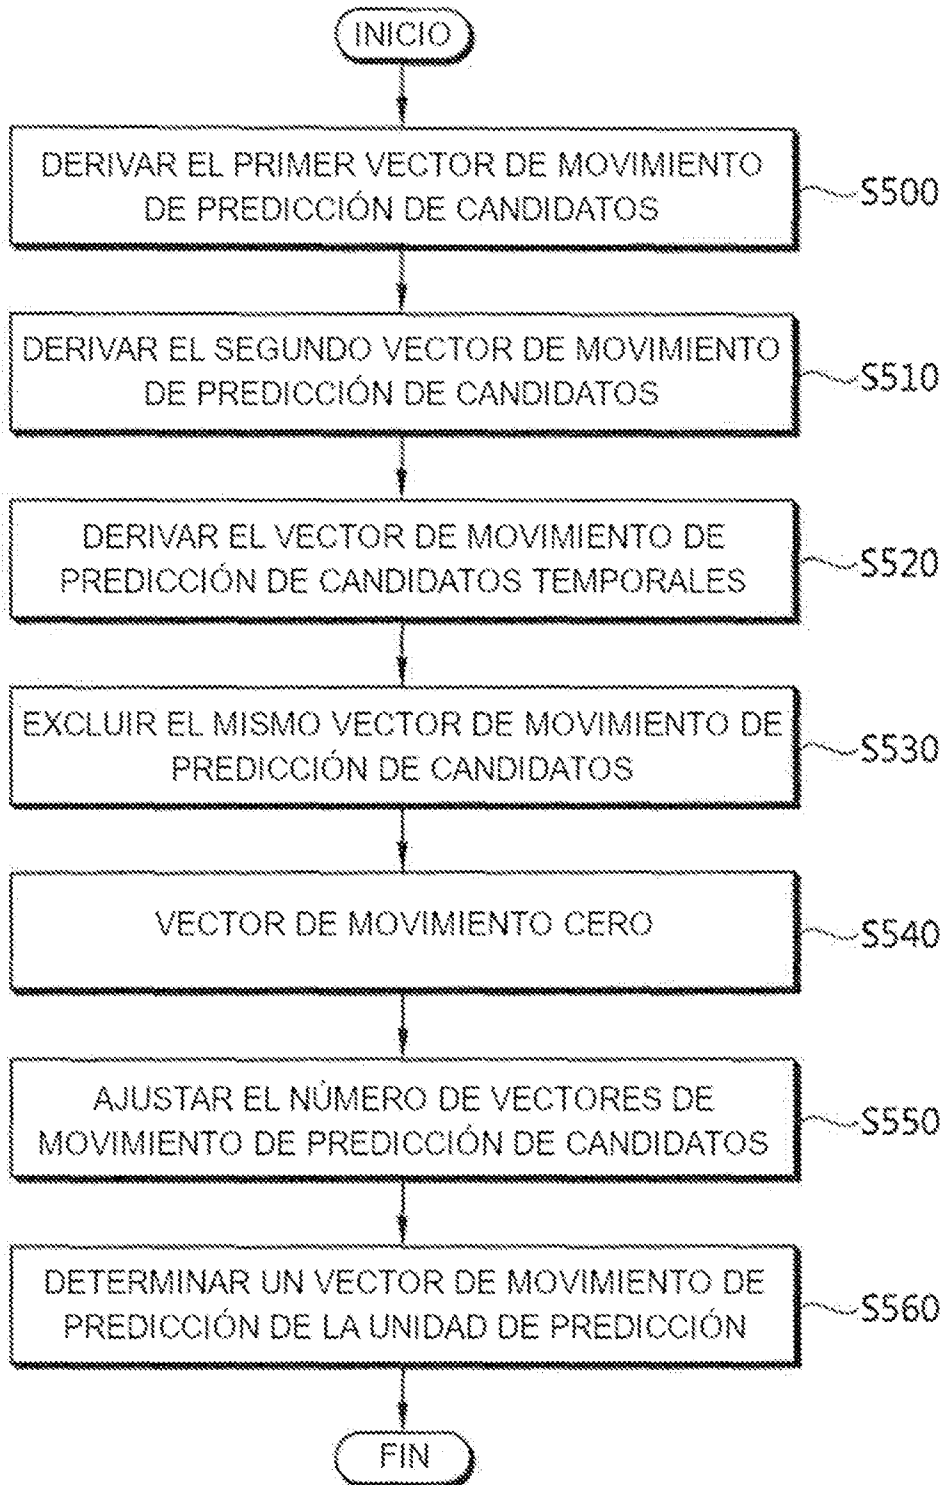 INICIO
DERIVAR EL PRIMER VECTOR DE MOVIMIENTO
DE PREDICCIÓN DE CANDIDATOS
S500
DERIVAR EL SEGUNDO VECTOR DE MOVIMIENTO
DE PREDICCIÓN DE CANDIDATOS
S510
DERIVAR EL VECTOR DE MOVIMIENTO DE
PREDICCIÓN DE CANDIDATOS TEMPORALES
S520
EXCLUIR EL MISMO VECTOR DE MOVIMIENTO DE
PREDICCIÓN DE CANDIDATOS
S530
VECTOR DE MOVIMIENTO CERO
S540
AJUSTAR EL NÚMERO DE VECTORES DE
MOVIMIENTO DE PREDICCIÓN DE CANDIDATOS
S550
DETERMINAR UN VECTOR DE MOVIMIENTO DE
PREDICCIÓN DE LA UNIDAD DE PREDICCIÓN
S560
FIN